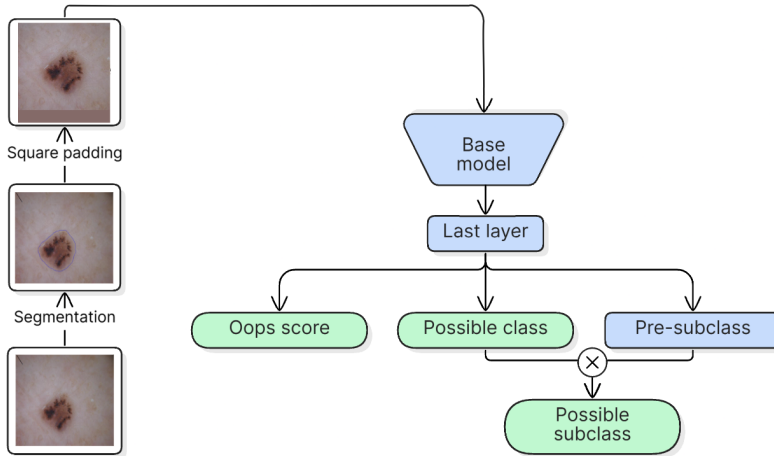 Square padding
Segmentation
Base
model
Last layer
Oops score
Possible class
Pre-subclass
Possible
subclass